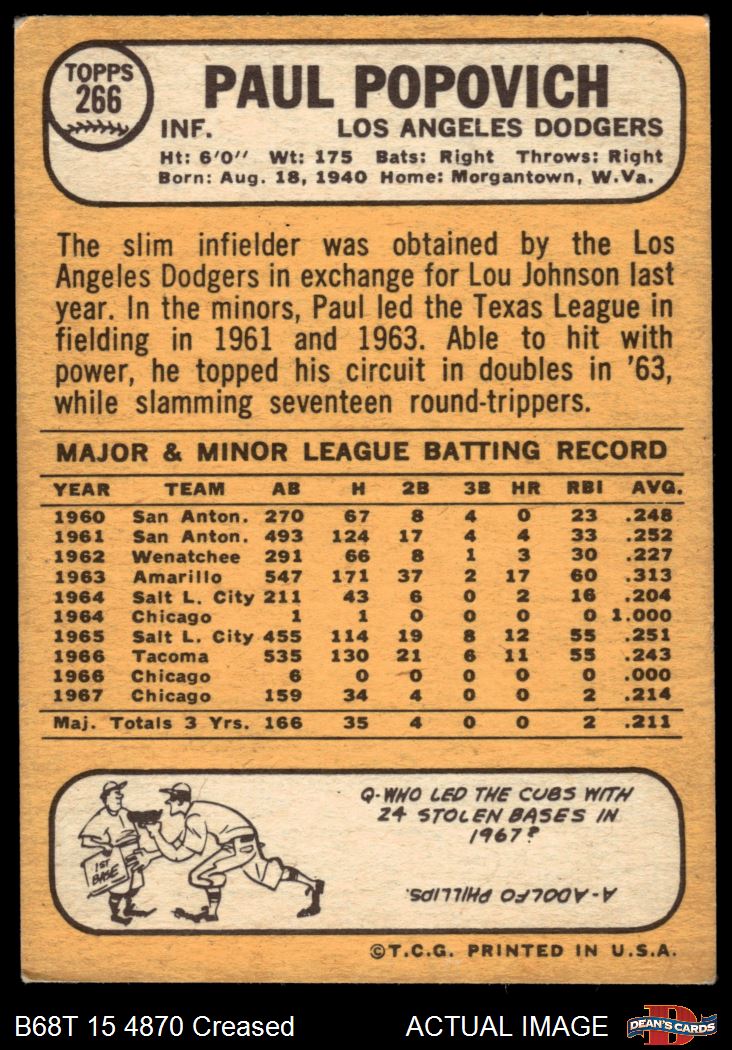 TOPPS
266
PAUL POPOVICH
INF. LOS ANGELES DODGERS
Ht: 6'0'' Wt: 175 Bats: Right Throws: Right
Born: Aug. 18, 1940 Home: Morgantown, W.Va.
The slim infielder was obtained by the Los
Angeles Dodgers in exchange for Lou Johnson last
year. In the minors, Paul led the Texas League in
fielding in 1961 and 1963. Able to hit with
power, he topped his circuit in doubles in '63,
while slamming seventeen round-trippers.
MAJOR & MINOR LEAGUE BATTING RECORD
YEAR TEAM AB H 2B 3B HR RBI AVG.
1960 San Anton. 270 67 8 4 0 23 .248
1961 San Anton. 493 124 17 4 4 33 .252
1962 Wenatchee 291 66 8 1 3 30 .227
1963 Amarillo 547 171 37 2 17 60 .313
1964 Salt L. City 211 43 6 0 2 16 .204
1964 Chicago 1 1 0 0 0 0 1.000
1965 Salt L. City 455 114 19 8 12 55 .251
1966 Tacoma 535 130 21 6 11 55 .243
1966 Chicago 6 0 0 0 0 0 .000
1967 Chicago 159 34 4 0 0 2 .214
Maj. Totals 3 Yrs. 166 35 4 0 0 2 .211
1ST
BASE
Q-WHO LED THE CUBS WITH
24 STOLEN BASES IN
1967?
A-ADOLFO PHILLIPS.
©T.C.G. PRINTED IN U.S.A.
B68T 15 4870 Creased ACTUAL IMAGE
D
DEAN'S CARDS